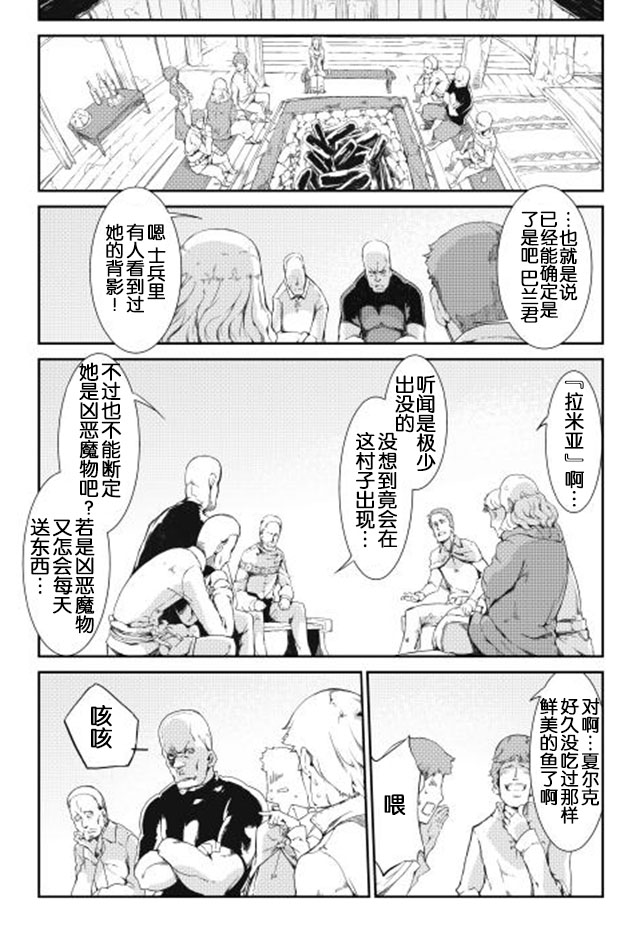 …也就是说
已经能确定是
了是吧 巴兰君
嗯 士兵里
有人看到过
她的背影！
『拉米亚』啊…
听闻是极少
出没的
没想到竟会在
这村子出现…
不过也不能断定
她是凶恶魔物吧？
若是凶恶魔物
又怎会每天
送东西…
对啊…夏尔克
好久没吃过那样
鲜美的鱼了啊
喂
咳
咳